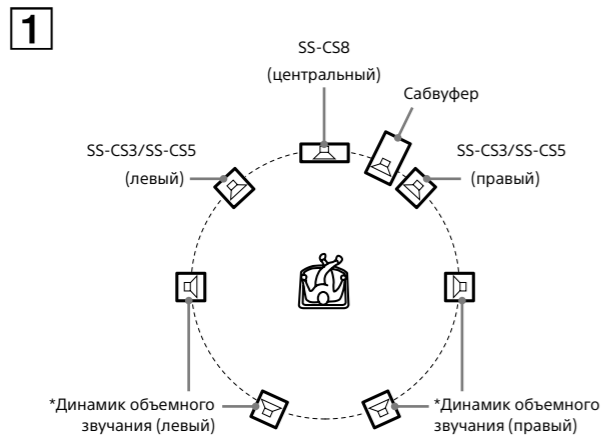 1
SS-CS8
(центральный)
Сабвуфер
SS-CS3/SS-CS5
(левый)
SS-CS3/SS-CS5
(правый)
*Динамик объемного
звучания (левый)
*Динамик объемного
звучания (правый)